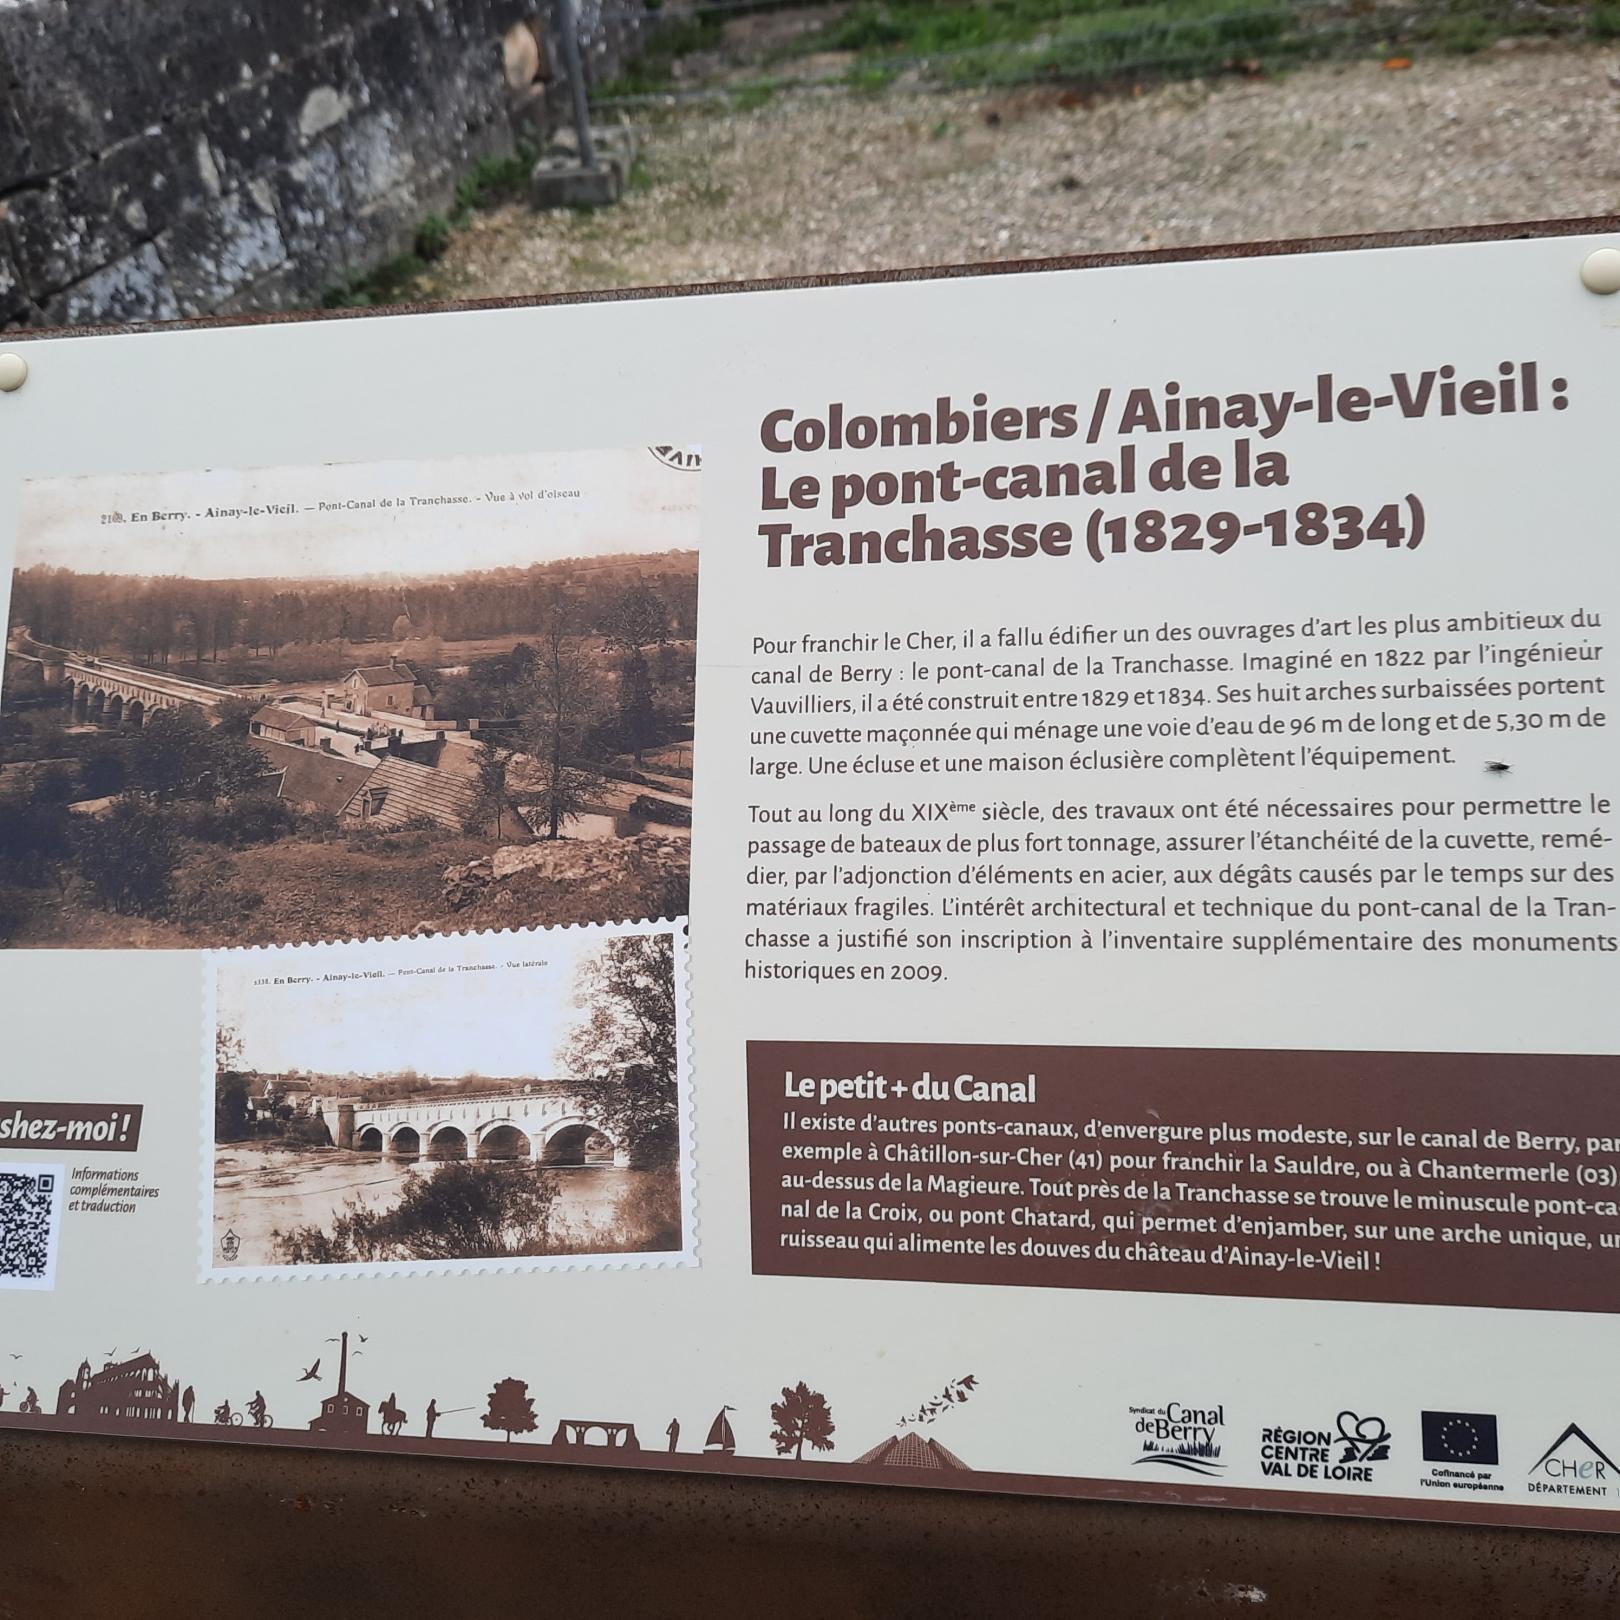 Colombiers / Ainay-le-Vieil :
Le pont-canal de la
Tranchasse (1829-1834)
2109. En Berry. - Ainay-le-Vieil. — Pont-Canal de la Tranchasse. - Vue à vol d'oiseau
Pour franchir le Cher, il a fallu édifier un des ouvrages d'art les plus ambitieux du
canal de Berry : le pont-canal de la Tranchasse. Imaginé en 1822 par l'ingénieur
Vauvilliers, il a été construit entre 1829 et 1834. Ses huit arches surbaissées portent
une cuvette maçonnée qui ménage une voie d'eau de 96 m de long et de 5,30 m de
large. Une écluse et une maison éclusière complètent l'équipement.
Tout au long du XIXème siècle, des travaux ont été nécessaires pour permettre le
passage de bateaux de plus fort tonnage, assurer l'étanchéité de la cuvette, remé-
dier, par l'adjonction d'éléments en acier, aux dégâts causés par le temps sur des
matériaux fragiles. L'intérêt architectural et technique du pont-canal de la Tran-
chasse a justifié son inscription à l'inventaire supplémentaire des monuments
historiques en 2009.
En Berry. - Ainay-le-Vieil. — Pont-Canal de la Tranchasse. - Vue latérale
shez-moi !
Informations
complémentaires
et traduction
Le petit + du Canal
Il existe d'autres ponts-canaux, d'envergure plus modeste, sur le canal de Berry, par
exemple à Châtillon-sur-Cher (41) pour franchir la Sauldre, ou à Chantermerle (03)
au-dessus de la Magieure. Tout près de la Tranchasse se trouve le minuscule pont-ca-
nal de la Croix, ou pont Chatard, qui permet d'enjamber, sur une arche unique, un
ruisseau qui alimente les douves du château d'Ainay-le-Vieil !
Syndicat du Canal
de Berry
RÉGION
CENTRE
VAL DE LOIRE
Cofinancé par
l'Union européenne
CHeR
DÉPARTEMENT